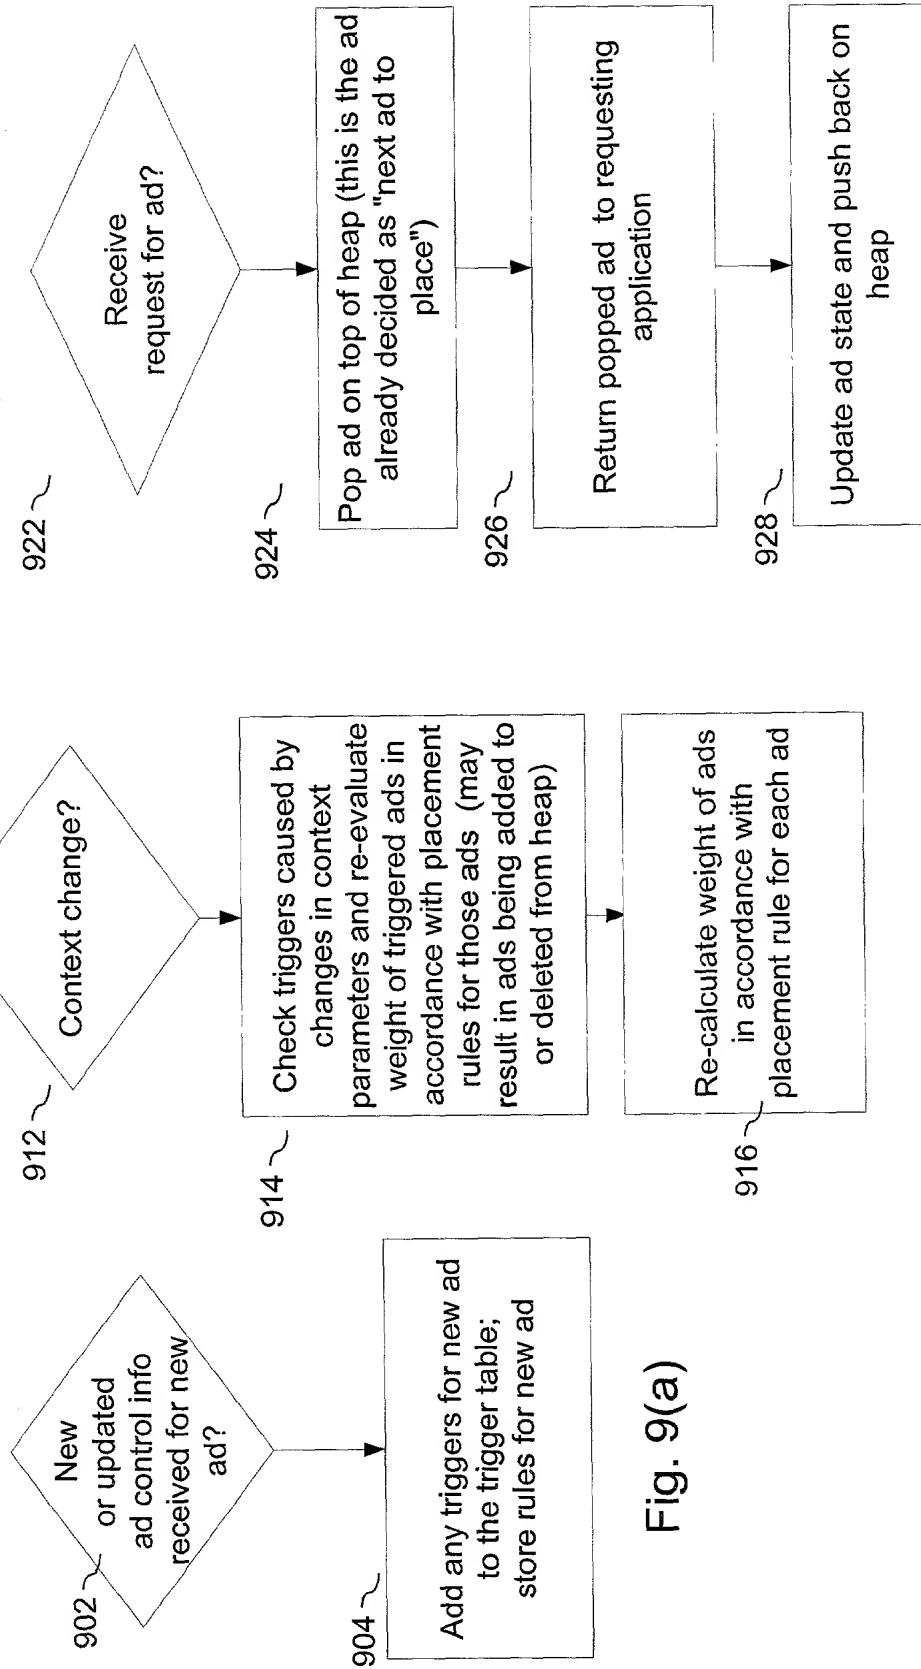 902
New
or updated
ad control info
received for new
ad?
904
Add any triggers for new ad
to the trigger table;
store rules for new ad
Fig. 9(a)
912
Context change?
914
Check triggers caused by
changes in context
parameters and re-evaluate
weight of triggered ads in
accordance with placement
rules for those ads (may
result in ads being added to
or deleted from heap)
916
Re-calculate weight of ads
in accordance with
placement rule for each ad
922
Receive
request for ad?
924
Pop ad on top of heap (this is the ad
already decided as "next ad to
place")
926
Return popped ad to requesting
application
928
Update ad state and push back on
heap